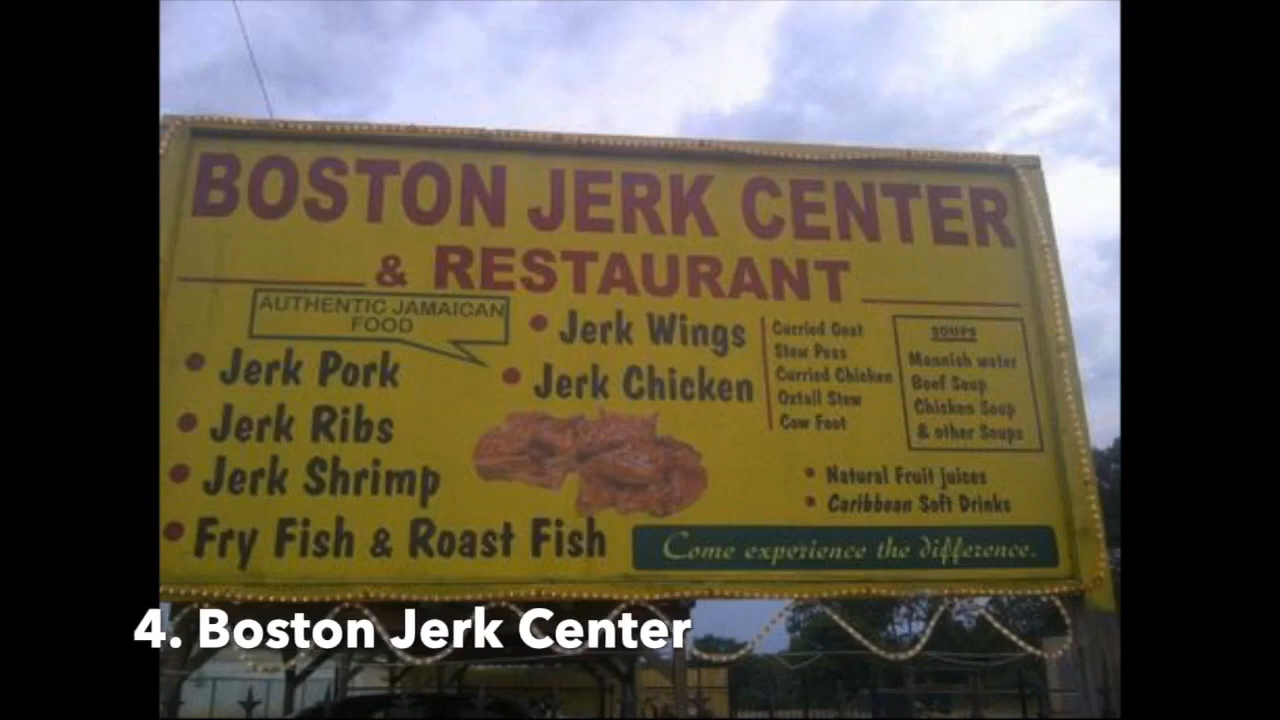 BOSTON JERK CENTER
& RESTAURANT
AUTHENTIC JAMAICAN
FOOD
• Jerk Pork
• Jerk Ribs
• Jerk Shrimp
• Fry Fish & Roast Fish
• Jerk Wings
• Jerk Chicken
Curried Goat
Stew Peas
Curried Chicken
Oxtail Stew
Cow Foot
SOUPS
Mannish water
Beef Soup
Chicken Soup
& other Soups
• Natural Fruit juices
• Caribbean Soft Drinks
Come experience the difference.
4. Boston Jerk Center